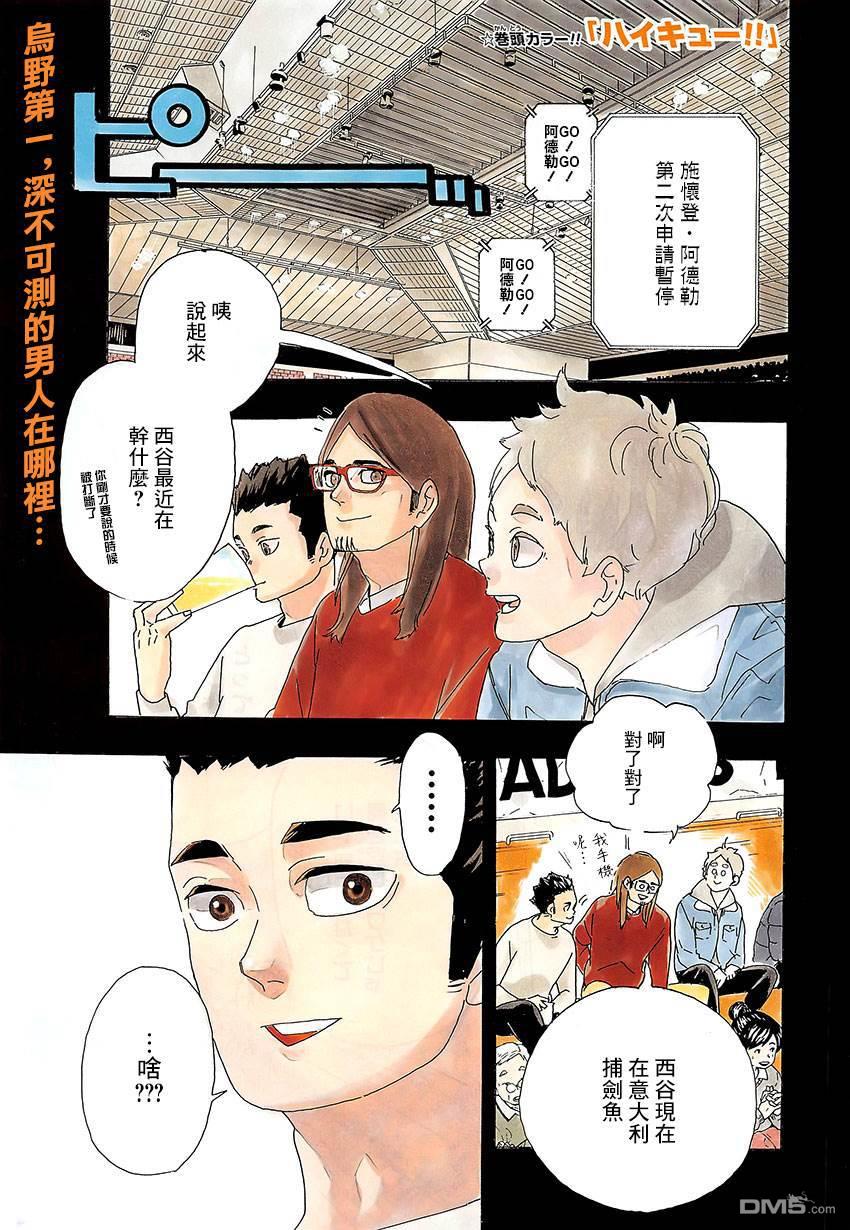 ☆巻頭カラー!!「ハイキュー!!」
かんとう
烏野第一，深不可測的男人在哪裡…
ピー
施懷登・阿德勒
第二次申請暫停
GO！GO！
阿德勒！
GO！GO！
阿德勒！
咦
說起來
西谷最近在
幹什麼？
你剛才要說的時候
被打斷了
啊
對了對了
我手機
呢…
西谷現在
在意大利
捕劍魚
……
…啥
???
DM5.com